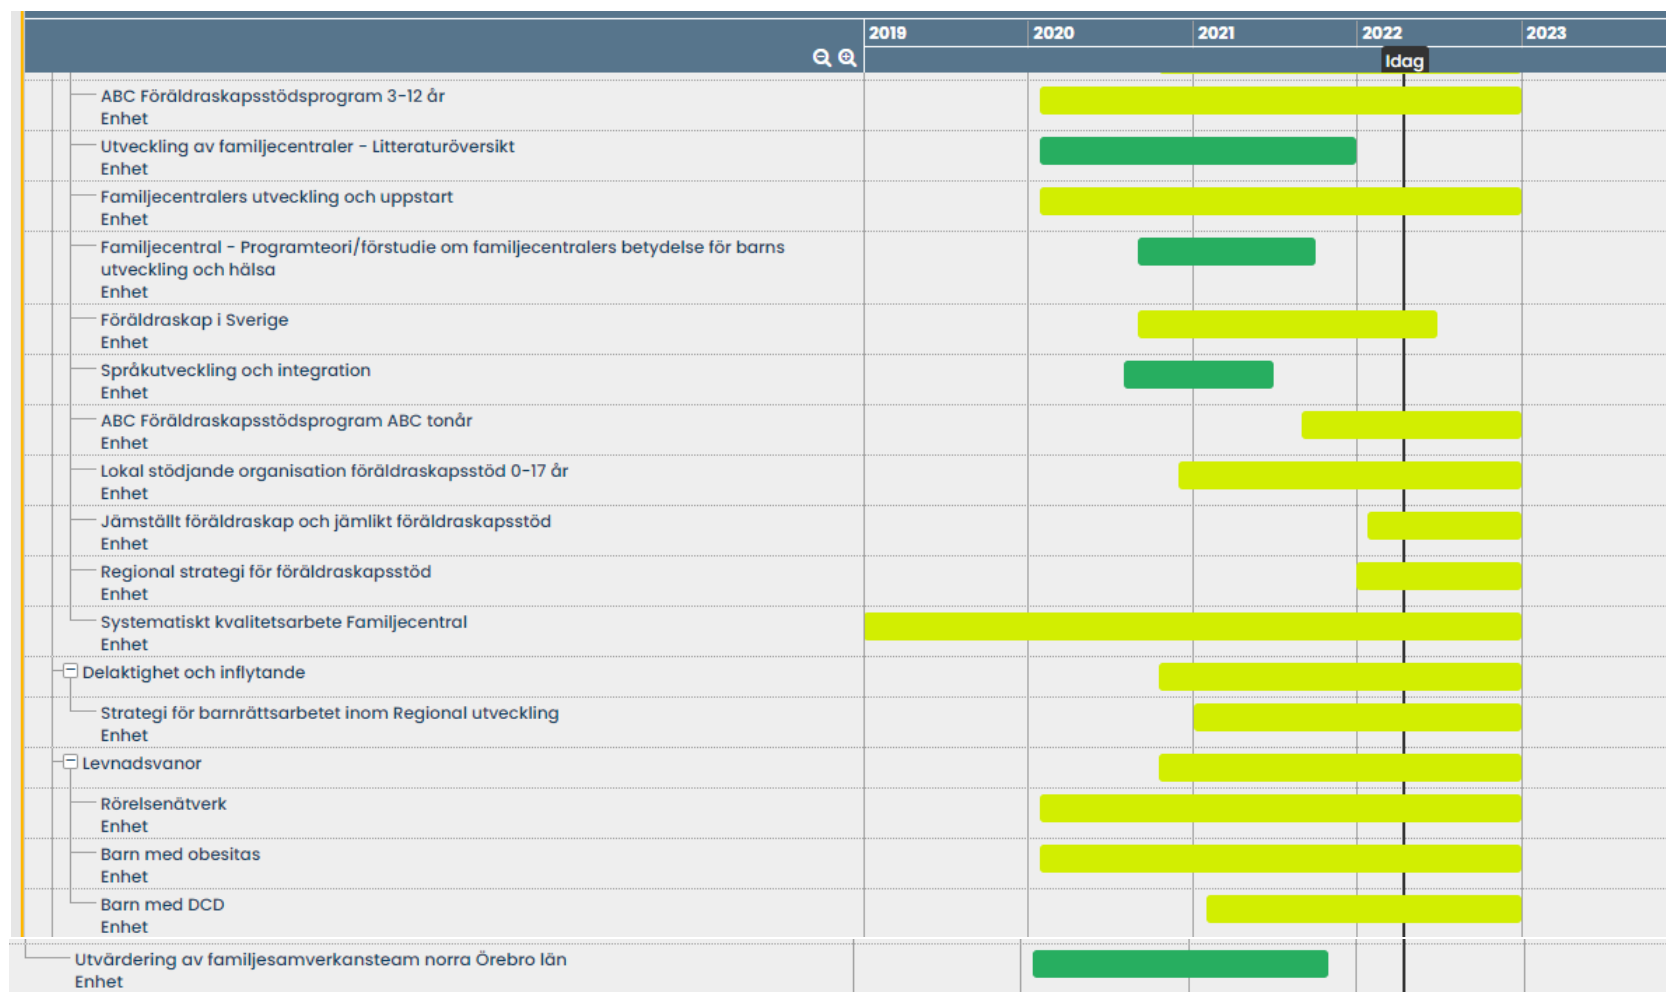 2019 2020 2021 2022 2023
Idag
ABC Föräldraskapsstödsprogram 3-12 år
Enhet
Utveckling av familjecentraler - Litteraturöversikt
Enhet
Familjecentralers utveckling och uppstart
Enhet
Familjecentral - Programteori/förstudie om familjecentralers betydelse för barns
utveckling och hälsa
Enhet
Föräldraskap i Sverige
Enhet
Språkutveckling och integration
Enhet
ABC Föräldraskapsstödsprogram ABC tonår
Enhet
Lokal stödjande organisation föräldraskapsstöd 0-17 år
Enhet
Jämställt föräldraskap och jämlikt föräldraskapsstöd
Enhet
Regional strategi för föräldraskapsstöd
Enhet
Systematiskt kvalitetsarbete Familjecentral
Enhet
Delaktighet och inflytande
Strategi för barnrättsarbetet inom Regional utveckling
Enhet
Levnadsvanor
Rörelsenätverk
Enhet
Barn med obesitas
Enhet
Barn med DCD
Enhet
Utvärdering av familjesamverkansteam norra Örebro län
Enhet